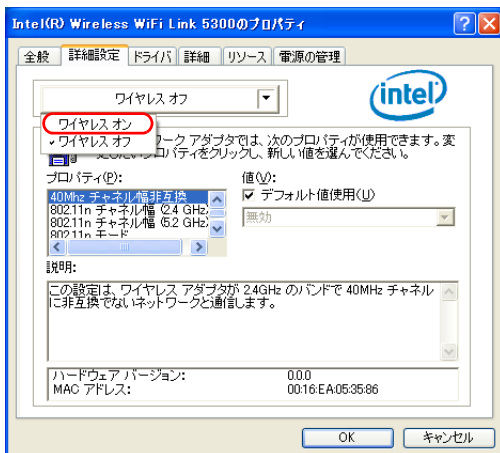 Intel(R) Wireless WiFi Link 5300のプロパティ
全般 詳細設定 ドライバ 詳細 リソース 電源の管理
ワイヤレス オフ
intel
ワイヤレス オン
ワイヤレス オフ
ワーク アダプタでは、次のプロパティが使用できます。変
プロパティをクリックし、新しい値を選んでください。
プロパティ(P):
値(V):
40Mhz チャネル幅非互換
802.11n チャネル幅 (2.4 GHz)
802.11n チャネル幅 (5.2 GHz)
802.11n モード
デフォルト値使用(U)
無効
説明:
この設定は、ワイヤレス アダプタが 2.4GHz のバンドで 40MHz チャネル
に非互換でないネットワークと通信します。
ハードウェア バージョン: 0.0.0
MAC アドレス: 00:16:EA:05:35:86
OK キャンセル